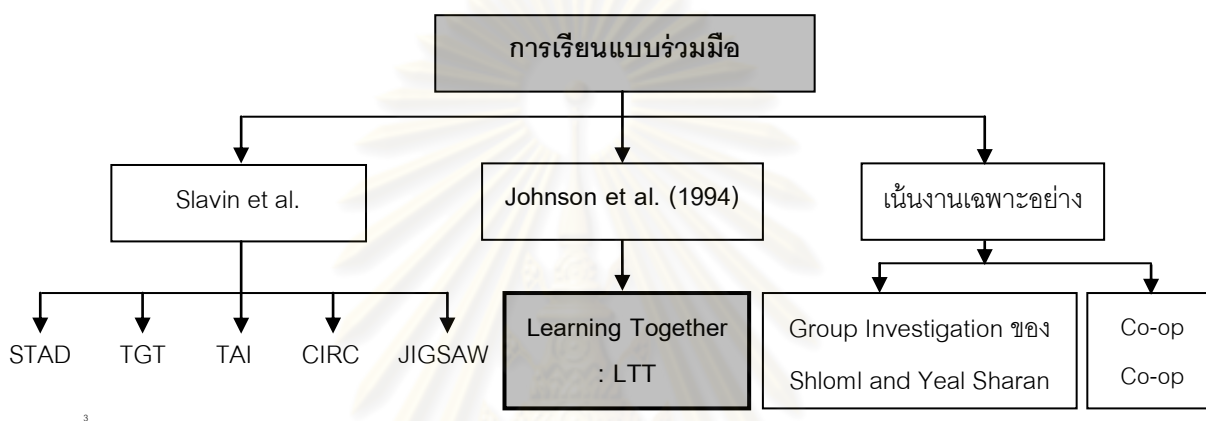 การเรียนแบบร่วมมือ
Slavin et al.
Johnson et al. (1994)
เน้นงานเฉพาะอย่าง
STAD
TGT
TAI
CIRC
JIGSAW
Learning Together
: LTT
Group Investigation ของ
Shloml and Yeal Sharan
Co-op
Co-op
3